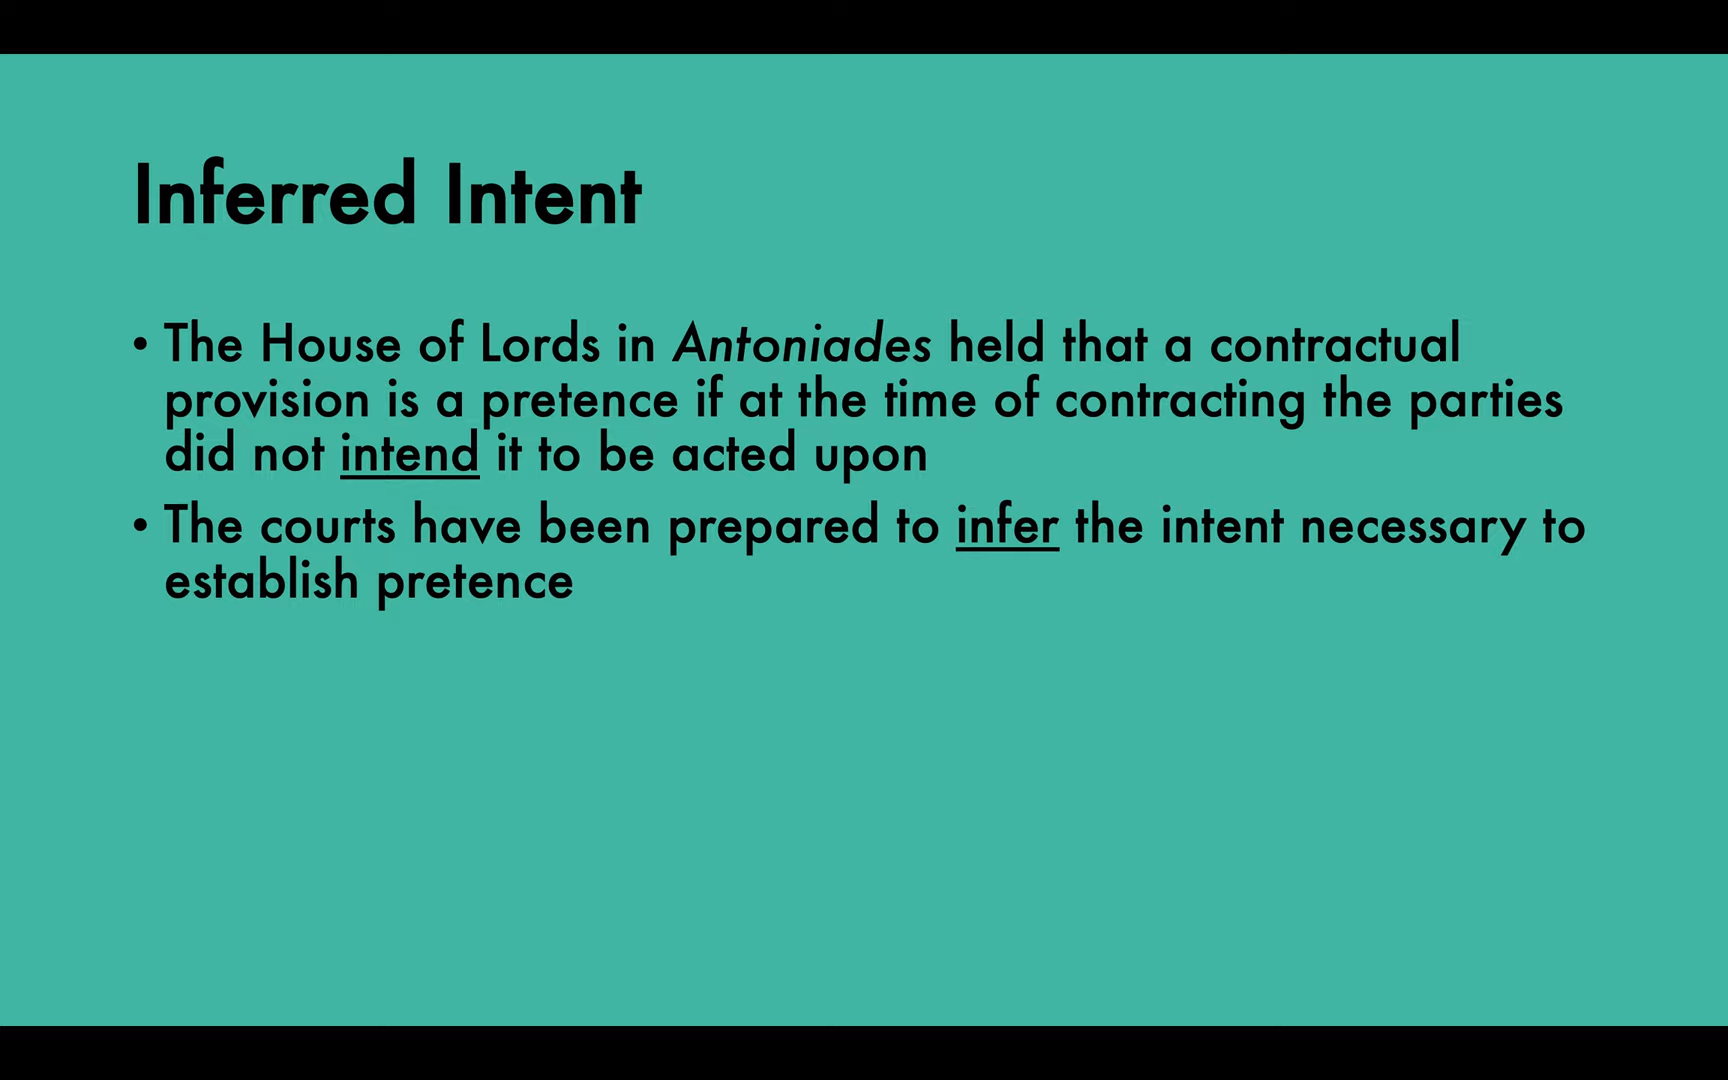 Inferred Intent
• The House of Lords in Antoniades held that a contractual
provision is a pretence if at the time of contracting the parties
did not intend it to be acted upon
• The courts have been prepared to infer the intent necessary to
establish pretence